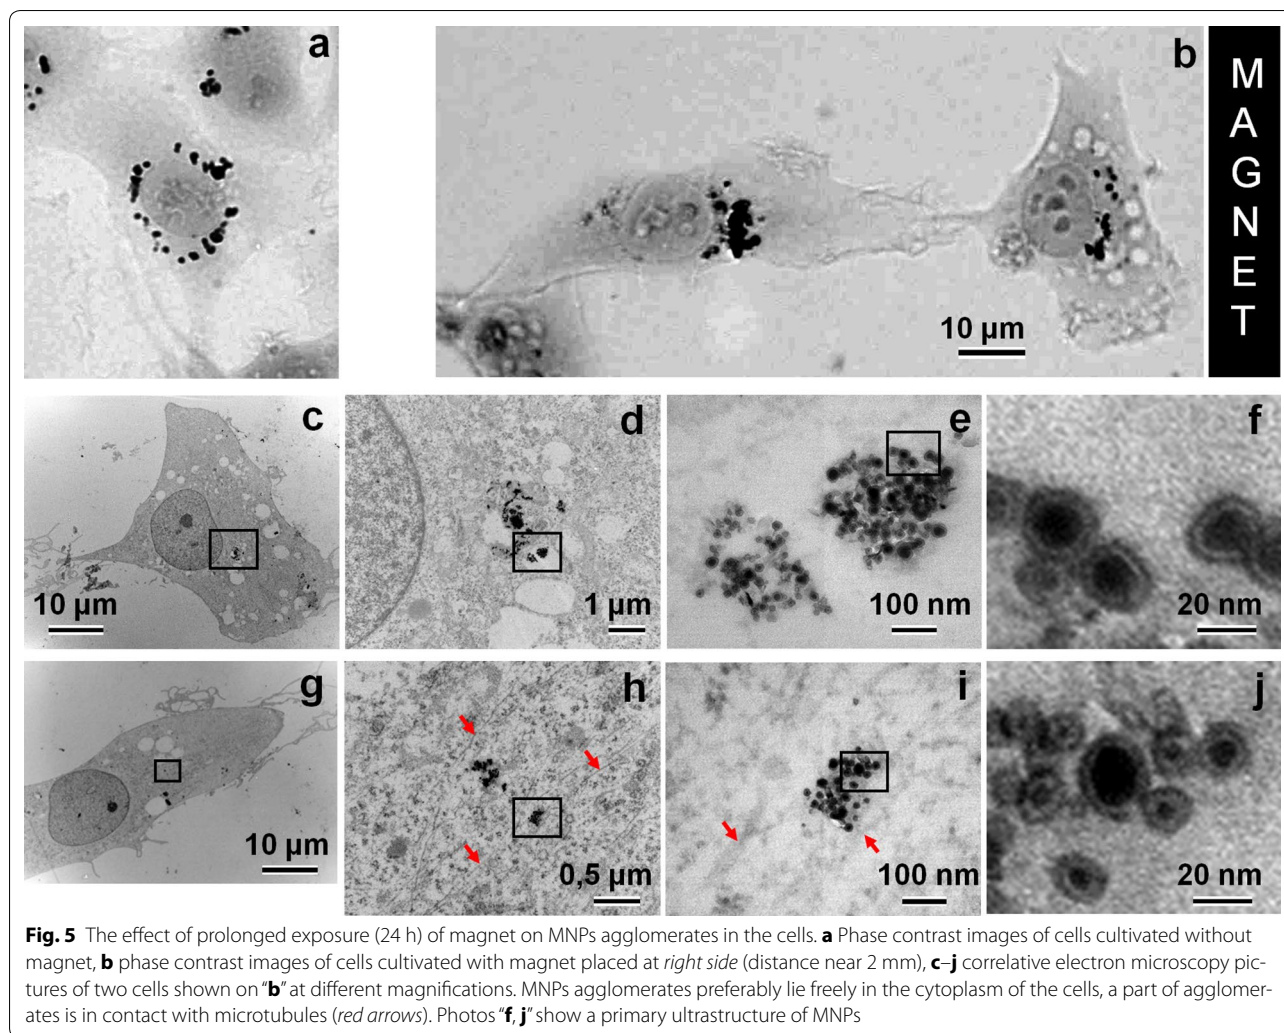 a
b
M
A
G
N
E
T
10 µm
c
d
e
f
10 µm
1 µm
100 nm
20 nm
g
h
i
j
10 µm
0,5 µm
100 nm
20 nm
Fig. 5 The effect of prolonged exposure (24 h) of magnet on MNPs agglomerates in the cells. a Phase contrast images of cells cultivated without
magnet, b phase contrast images of cells cultivated with magnet placed at right side (distance near 2 mm), c–j correlative electron microscopy pic-
tures of two cells shown on “b” at different magnifications. MNPs agglomerates preferably lie freely in the cytoplasm of the cells, a part of agglomer-
ates is in contact with microtubules (red arrows). Photos “f, j” show a primary ultrastructure of MNPs